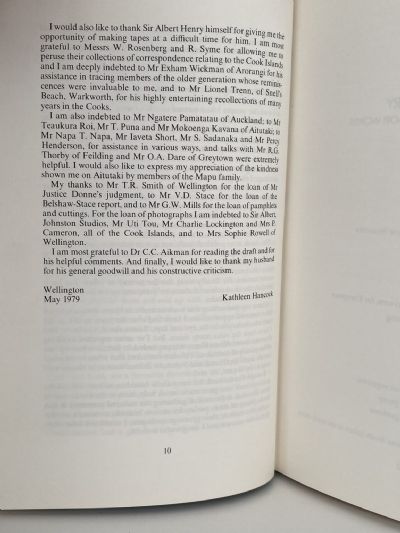 I would also like to thank Sir Albert Henry himself for giving me the
opportunity of making tapes at a difficult time for him. I am most
grateful to Messrs W. Rosenberg and R. Syme for allowing me to
peruse their collections of correspondence relating to the Cook Islands
and I am deeply indebted to Mr Exham Wickman of Arorangi for his
assistance in tracing members of the older generation whose reminis-
cences were invaluable to me, and to Mr Lionel Trenn, of Snell's
Beach, Warkworth, for his highly entertaining recollections of many
years in the Cooks.
I am also indebted to Mr Ngatere Pamatatau of Auckland; to Mr
Teaukura Roi, Mr T. Puna and Mr Mokoenga Kavana of Aitutaki; to
Mr Napa T. Napa, Mr Iaveta Short, Mr S. Sadanaka and Mr Percy
Henderson, for assistance in various ways, and talks with Mr R.G.
Thorby of Feilding and Mr O.A. Dare of Greytown were extremely
helpful. I would also like to express my appreciation of the kindness
shown me on Aitutaki by members of the Mapu family.
My thanks to Mr T.R. Smith of Wellington for the loan of Mr
Justice Donne's judgment, to Mr V.D. Stace for the loan of the
Belshaw-Stace report, and to Mr G.W. Mills for the loan of pamphlets
and cuttings. For the loan of photographs I am indebted to Sir Albert,
Johnston Studios, Mr Uti Tou, Mr Charlie Lockington and Ms P.
Cameron, all of the Cook Islands, and to Mrs Sophie Rowell of
Wellington.
I am most grateful to Dr C.C. Aikman for reading the draft and for
his helpful comments. And finally, I would like to thank my husband
for his general goodwill and his constructive criticism.
Wellington
May 1979 Kathleen Hancock
10